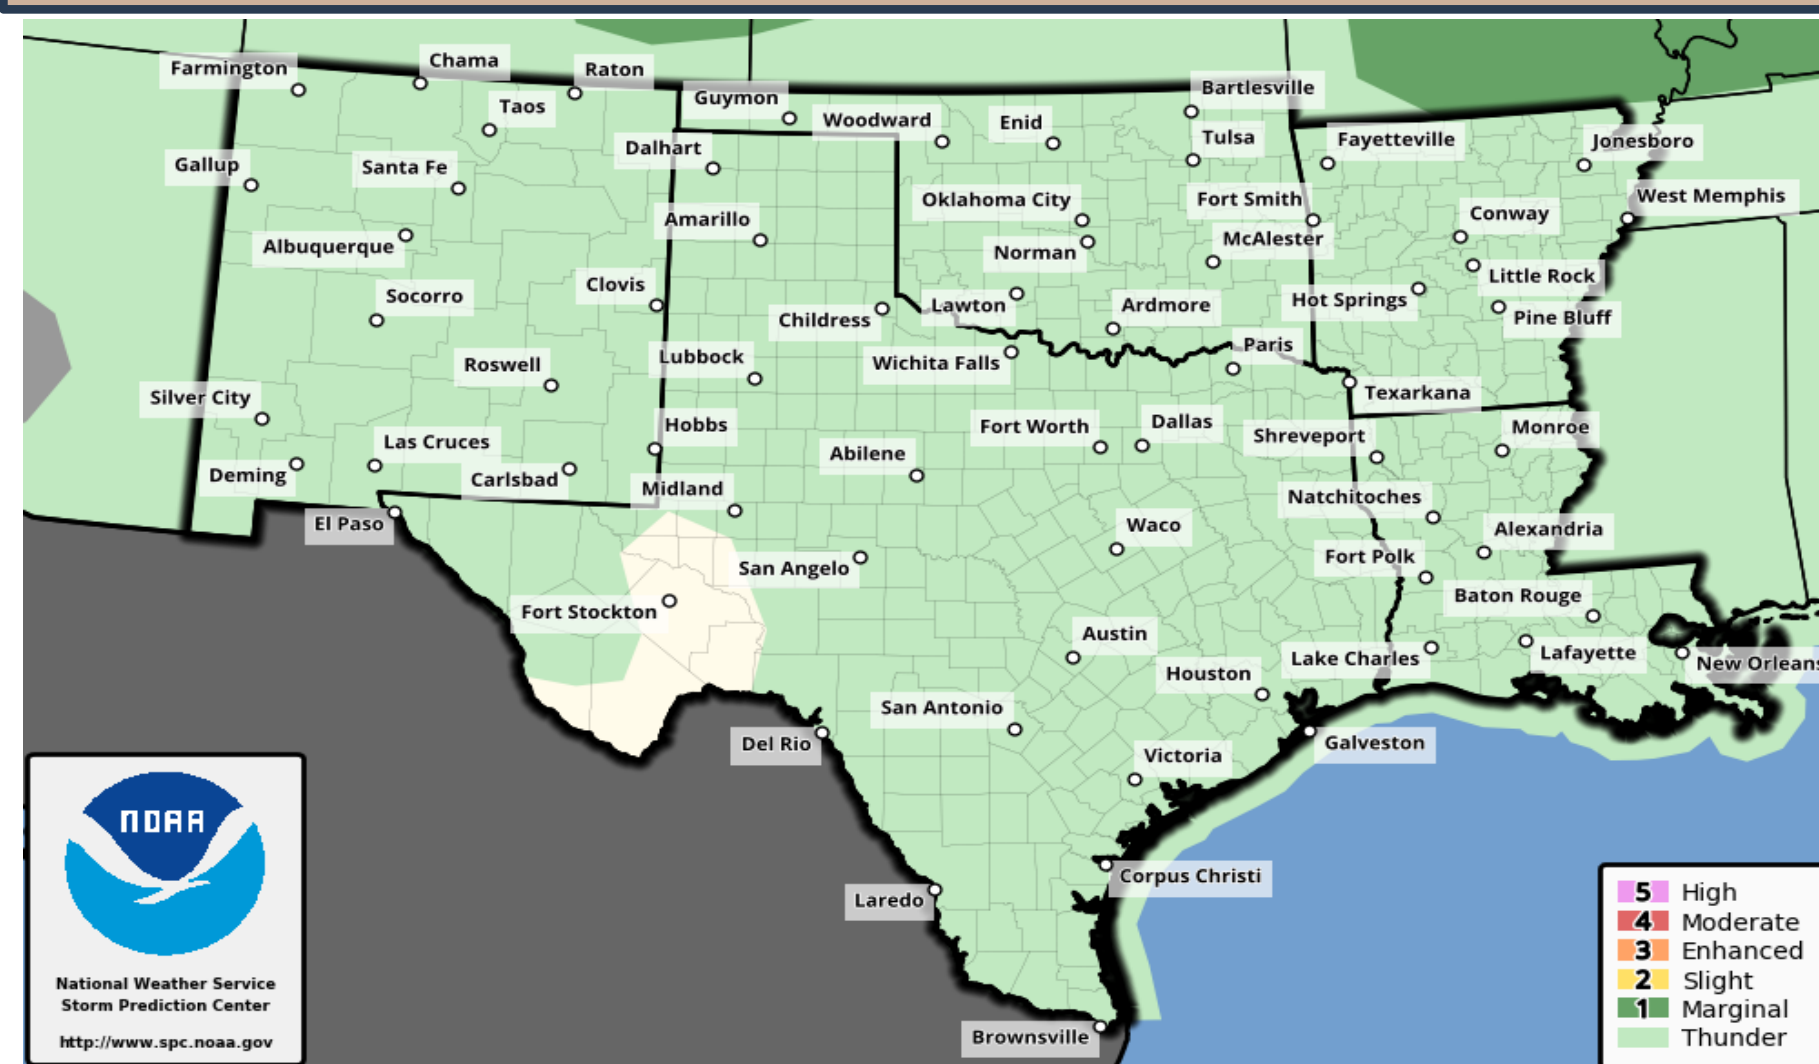 Farmington
Chama
Raton
Taos
Guymon
Woodward
Enid
Bartlesville
Tulsa
Fayetteville
Jonesboro
Gallup
Santa Fe
Dalhart
Oklahoma City
Fort Smith
Conway
West Memphis
Albuquerque
Amarillo
Norman
McAlester
Little Rock
Socorro
Clovis
Childress
Lawton
Ardmore
Hot Springs
Pine Bluff
Roswell
Lubbock
Wichita Falls
Paris
Texarkana
Silver City
Hobbs
Fort Worth
Dallas
Shreveport
Monroe
Las Cruces
Abilene
Deming
Carlsbad
Midland
Natchitoches
El Paso
Waco
Alexandria
San Angelo
Fort Polk
Fort Stockton
Baton Rouge
Austin
Lake Charles
Lafayette
New Orleans
Houston
San Antonio
Del Rio
Galveston
Victoria
Corpus Christi
Laredo
Brownsville
NOAA
National Weather Service
Storm Prediction Center
http://www.spc.noaa.gov
5 High
4 Moderate
3 Enhanced
2 Slight
1 Marginal
Thunder